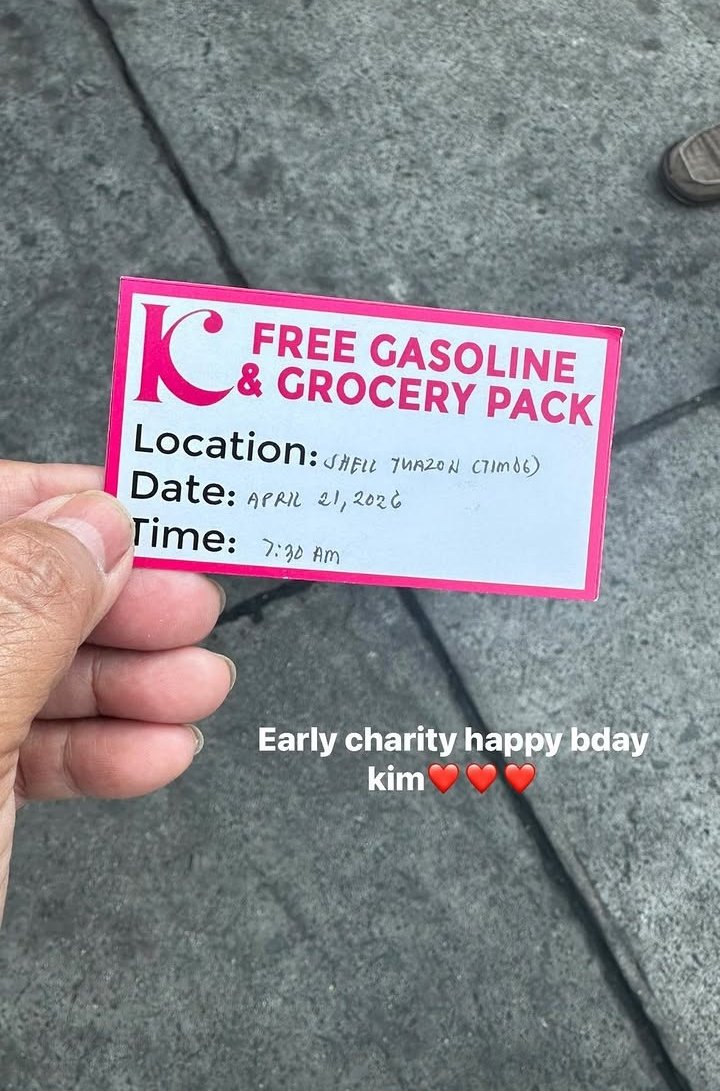 KC FREE GASOLINE
& GROCERY PACK
Location: SHELL TUAZON (TIMOG)
Date: APRIL 21, 2026
Time: 7:30 AM
Early charity happy bday
kim❤️❤️❤️